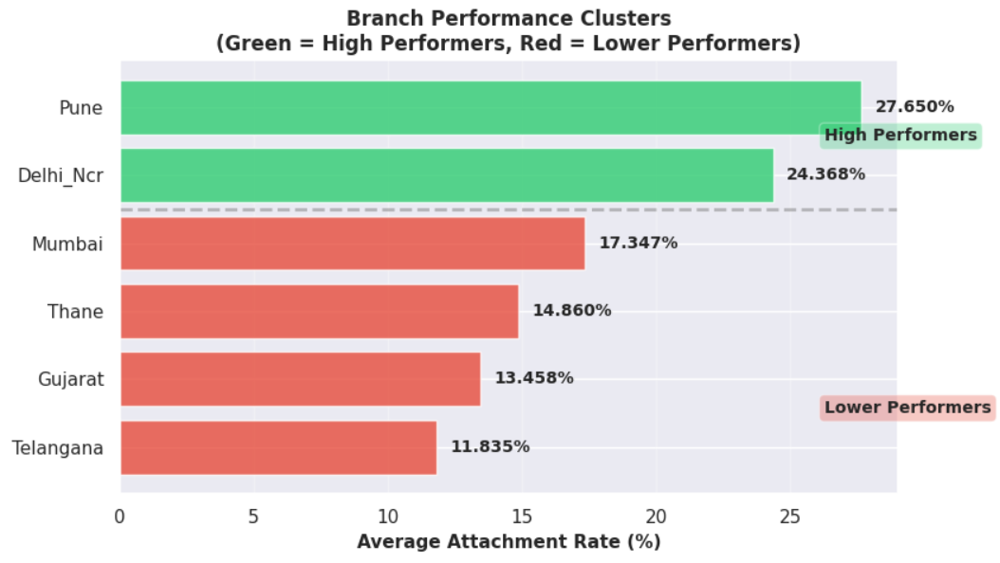 Branch Performance Clusters
(Green = High Performers, Red = Lower Performers)
Pune
27.650%
High Performers
Delhi_Ncr
24.368%
Mumbai
17.347%
Thane
14.860%
Gujarat
13.458%
Lower Performers
Telangana
11.835%
0 5 10 15 20 25
Average Attachment Rate (%)